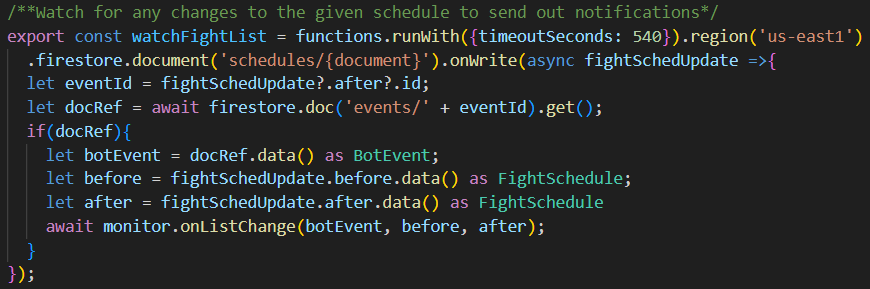 /**Watch for any changes to the given schedule to send out notifications*/
export const watchFightList = functions.runWith({timeoutSeconds: 540}).region('us-east1')
  .firestore.document('schedules/{document}').onWrite(async fightSchedUpdate =>{
  let eventId = fightSchedUpdate?.after?.id;
  let docRef = await firestore.doc('events/' + eventId).get();
  if(docRef){
    let botEvent = docRef.data() as BotEvent;
    let before = fightSchedUpdate.before.data() as FightSchedule;
    let after = fightSchedUpdate.after.data() as FightSchedule
    await monitor.onListChange(botEvent, before, after);
  }
});